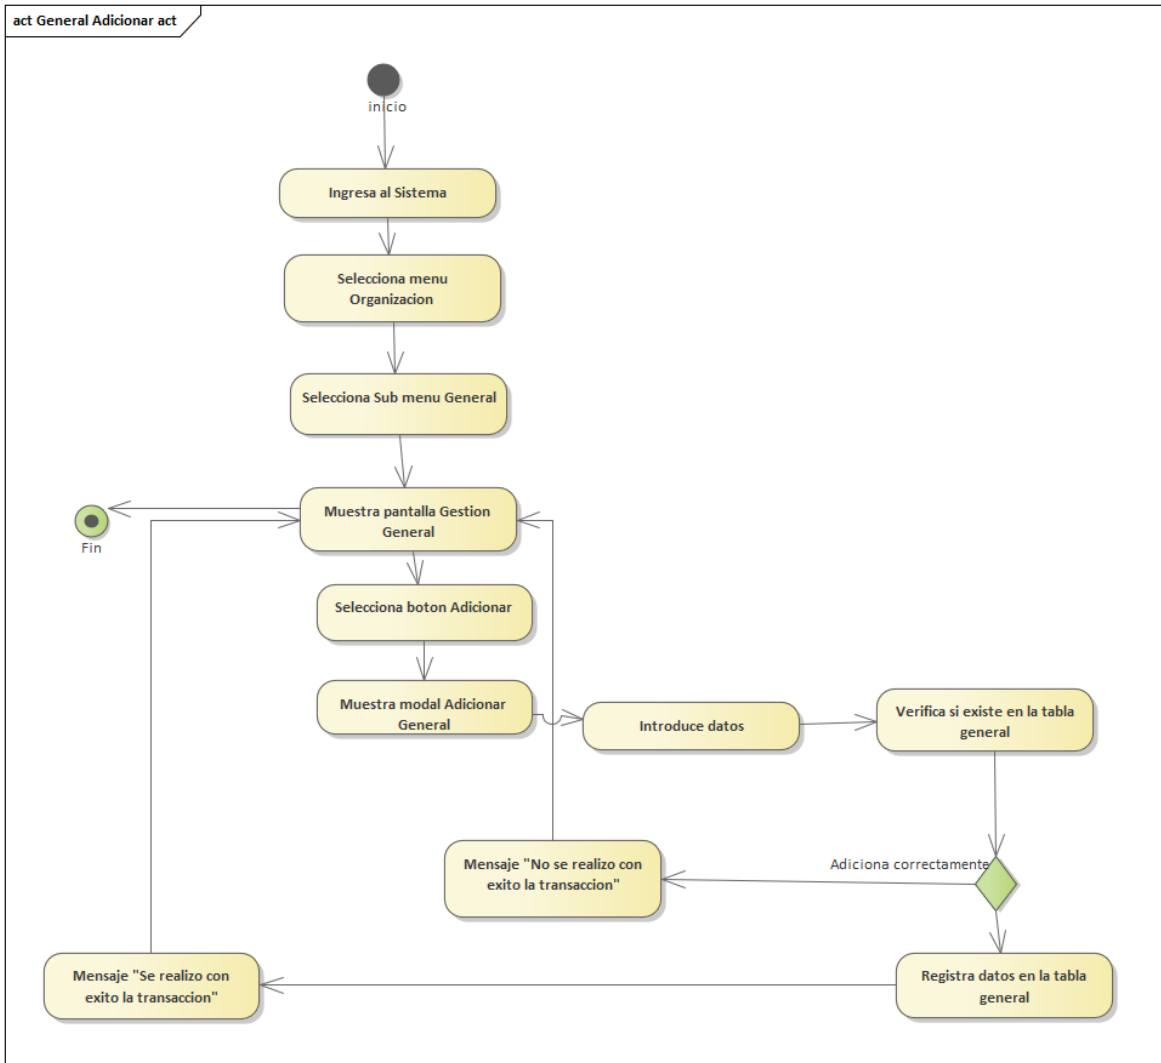 act General Adicionar act
inicio
Ingresa al Sistema
Selecciona menu
Organizacion
Selecciona Sub menu General
Muestra pantalla Gestion
General
Fin
Selecciona boton Adicionar
Muestra modal Adicionar
General
Introduce datos
Verifica si existe en la tabla
general
Adiciona correctamente
Mensaje "No se realizo con
exito la transaccion"
Registra datos en la tabla
general
Mensaje "Se realizo con
exito la transaccion"